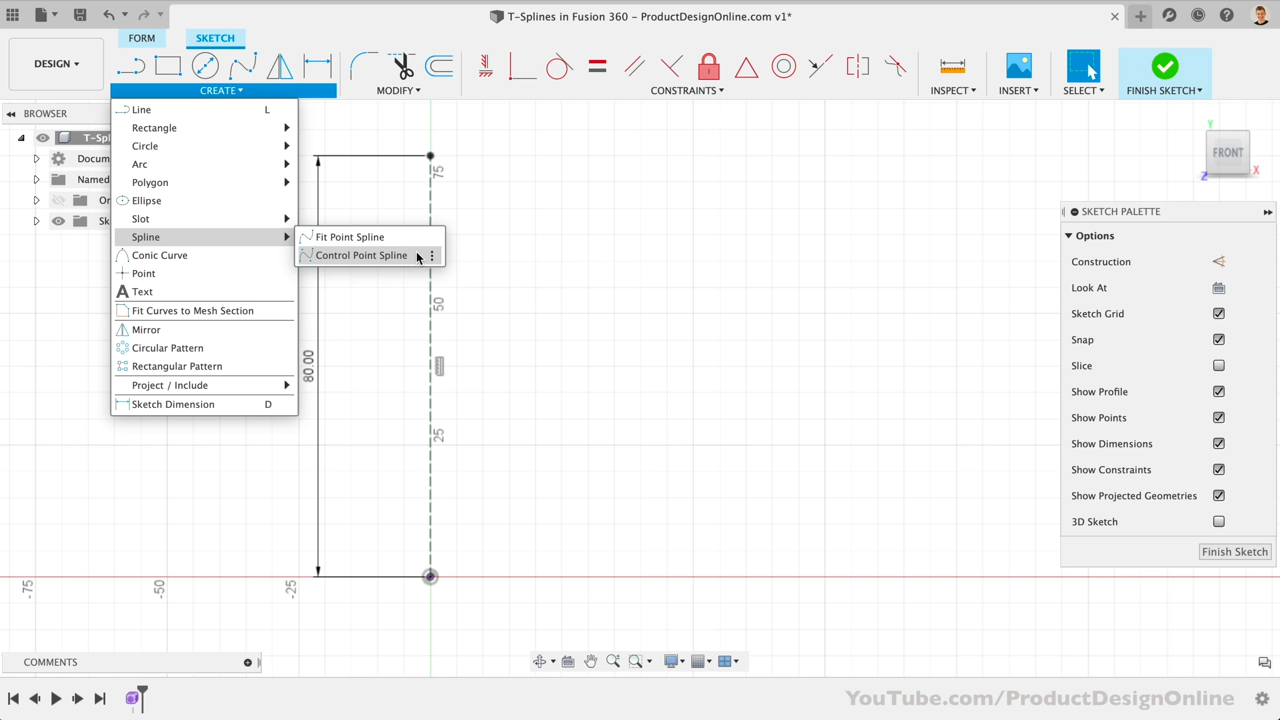 T-Splines in Fusion 360 - ProductDesignOnline.com v1*
FORM
SKETCH
DESIGN
CREATE
MODIFY
CONSTRAINTS
INSPECT
INSERT
SELECT
FINISH SKETCH
BROWSER
T-Spl
Docum
Named
Or
Sk
Line L
Rectangle
Circle
Arc
Polygon
Ellipse
Slot
Spline
Conic Curve
Point
Text
Fit Curves to Mesh Section
Mirror
Circular Pattern
Rectangular Pattern
Project / Include
Sketch Dimension D
Fit Point Spline
Control Point Spline
75
50
25
80.00
-75
-50
-25
Y
Z
X
FRONT
SKETCH PALETTE
Options
Construction
Look At
Sketch Grid
Snap
Slice
Show Profile
Show Points
Show Dimensions
Show Constraints
Show Projected Geometries
3D Sketch
Finish Sketch
COMMENTS
YouTube.com/ProductDesignOnline